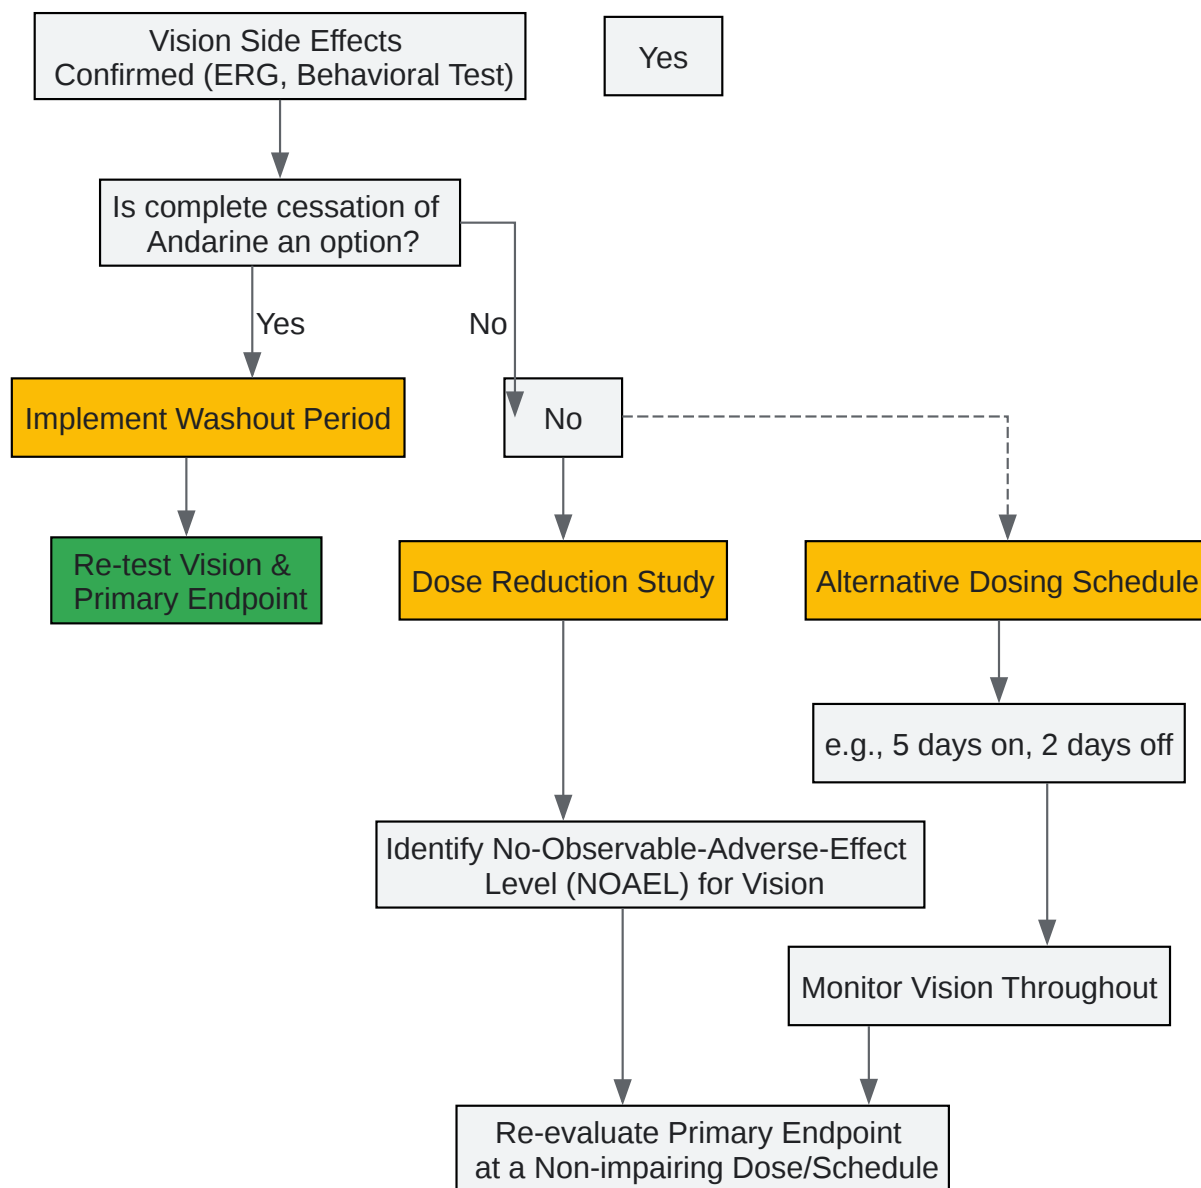 Vision Side Effects
Confirmed (ERG, Behavioral Test)
Yes
Is complete cessation of
Andarine an option?
Yes
No
Implement Washout Period
No
Re-test Vision &
Primary Endpoint
Dose Reduction Study
Alternative Dosing Schedule
e.g., 5 days on, 2 days off
Identify No-Observable-Adverse-Effect
Level (NOAEL) for Vision
Monitor Vision Throughout
Re-evaluate Primary Endpoint
at a Non-impairing Dose/Schedule